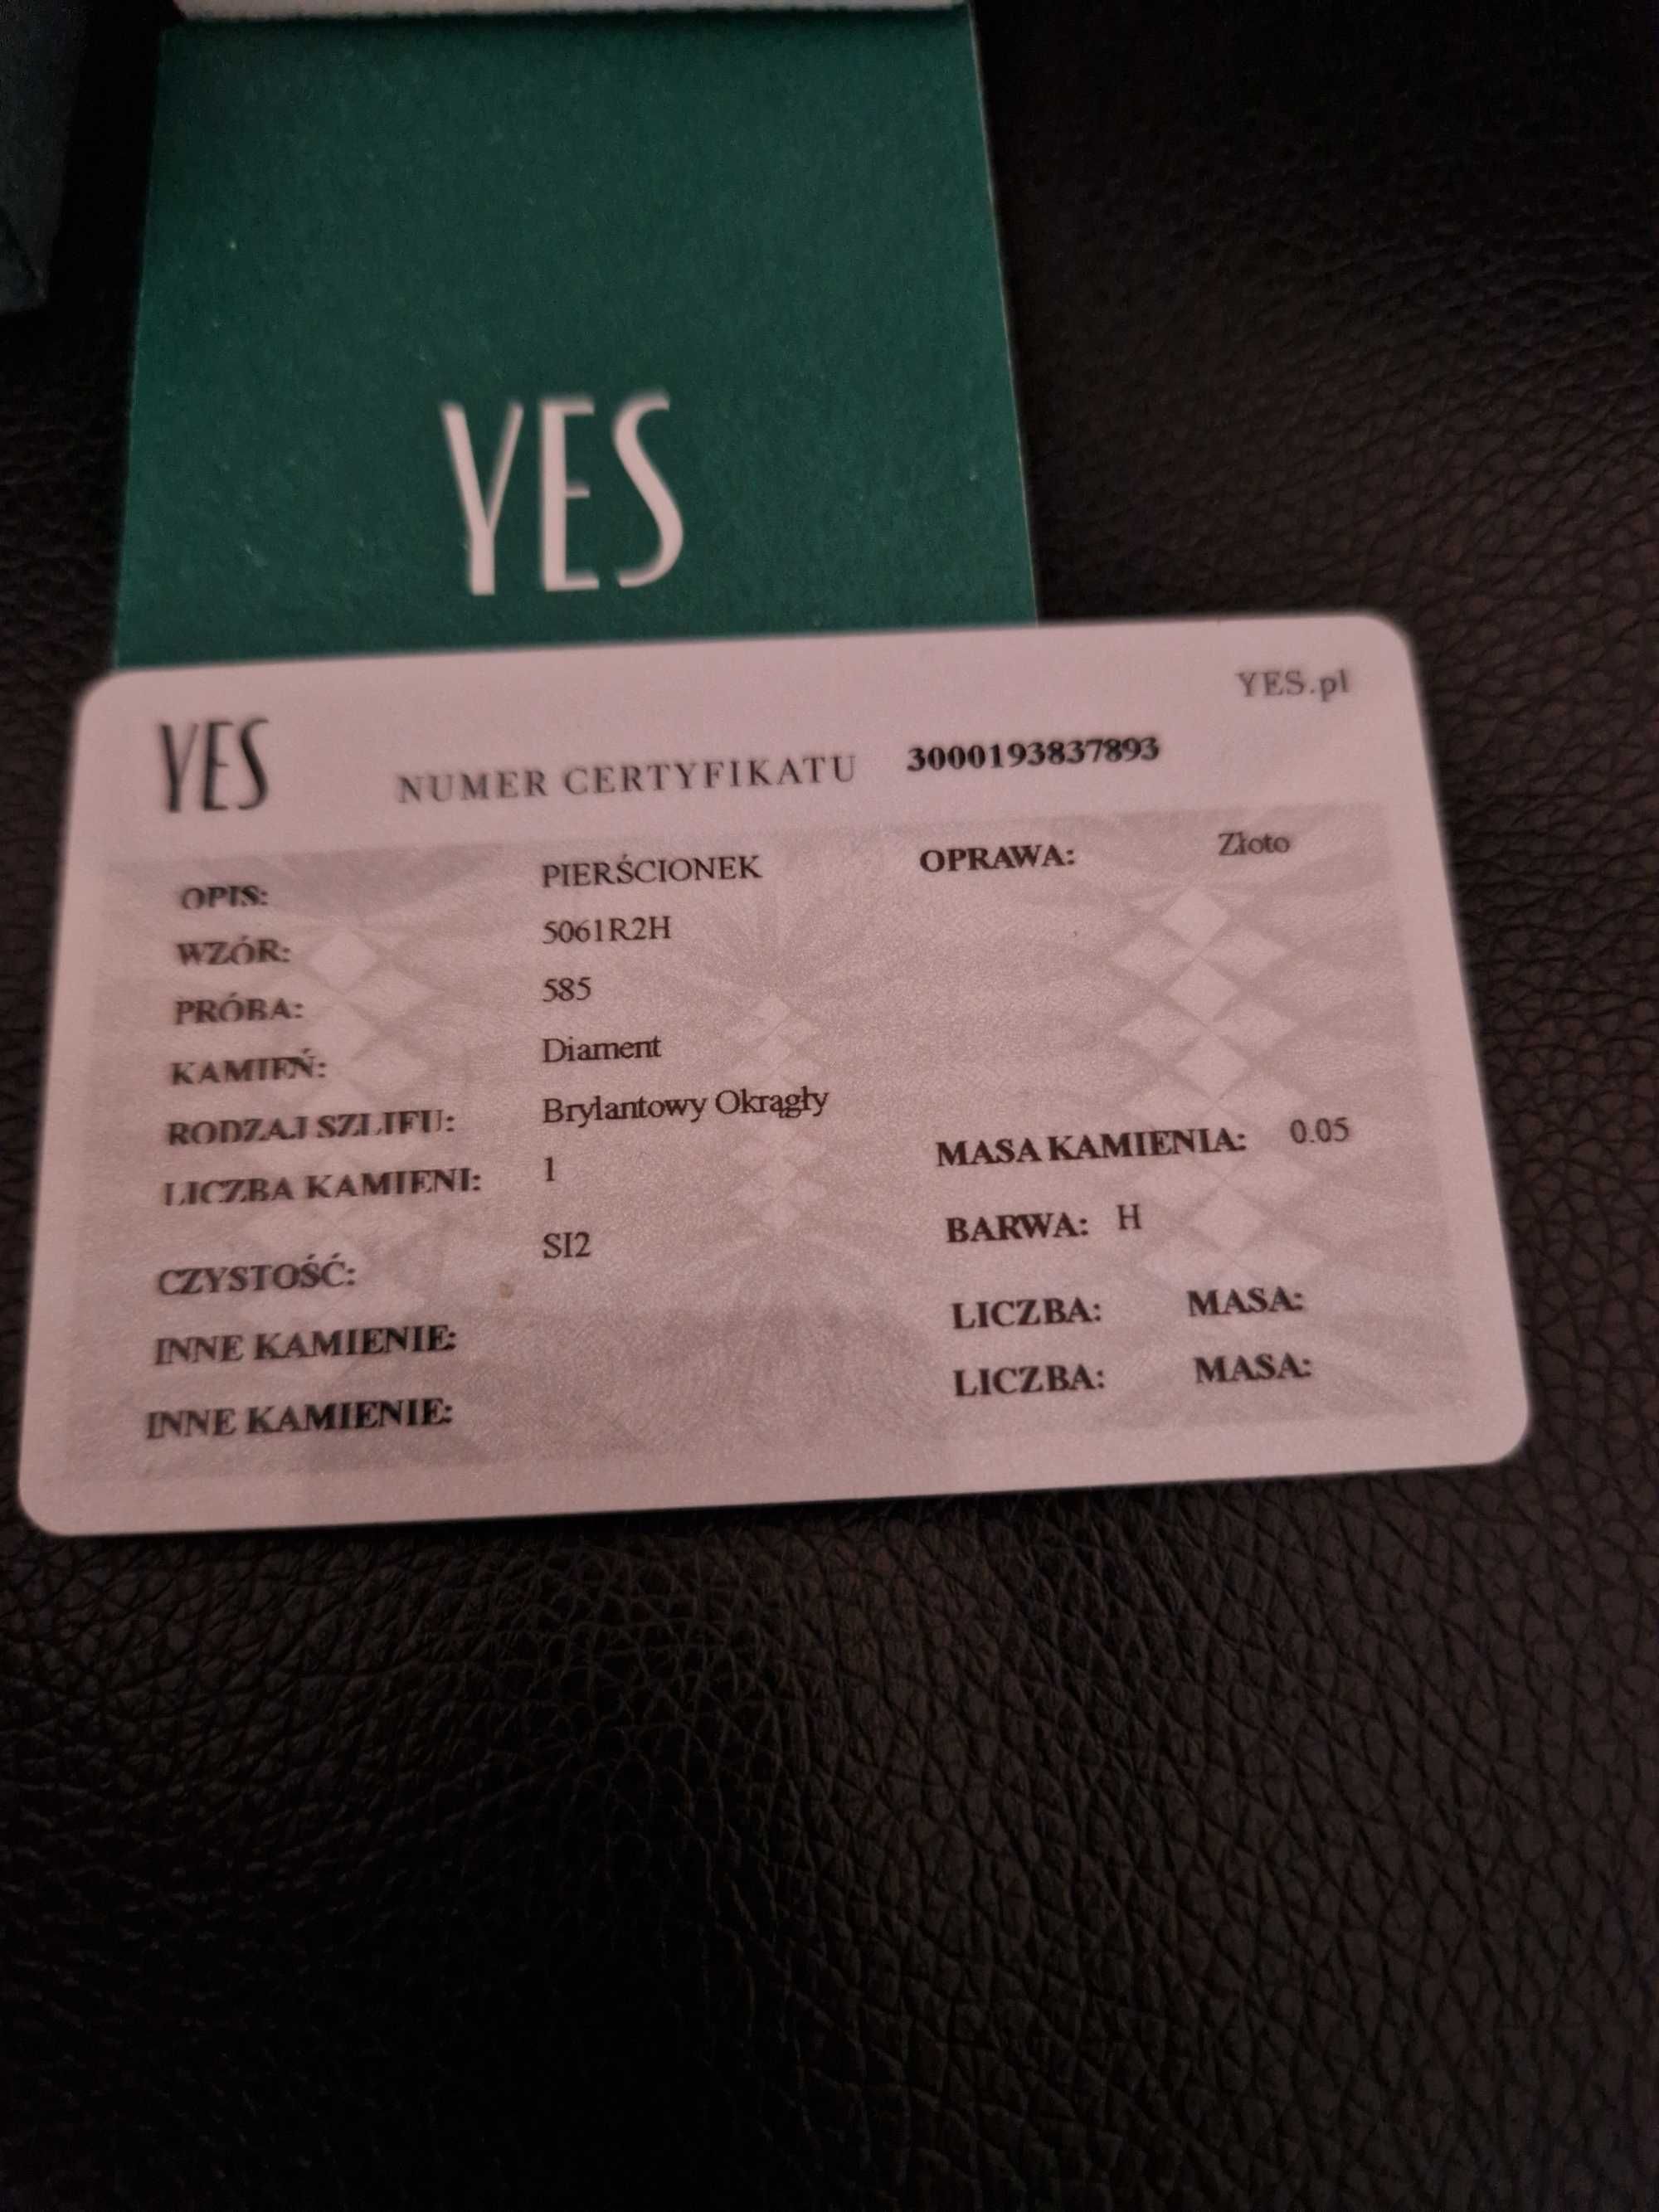 YES
YES.pl
YES NUMER CERTYFIKATU 3000193837893
OPIS: PIERŚCIONEK OPRAWA: Złoto
WZÓR: 5061R2H
PRÓBA: 585
KAMIEŃ: Diament
RODZAJ SZLIFU: Brylantowy Okrągły
LICZBA KAMIENI: 1 MASA KAMIENIA: 0.05
CZYSTOŚĆ: SI2 BARWA: H
INNE KAMIENIE: LICZBA: MASA:
INNE KAMIENIE: LICZBA: MASA: